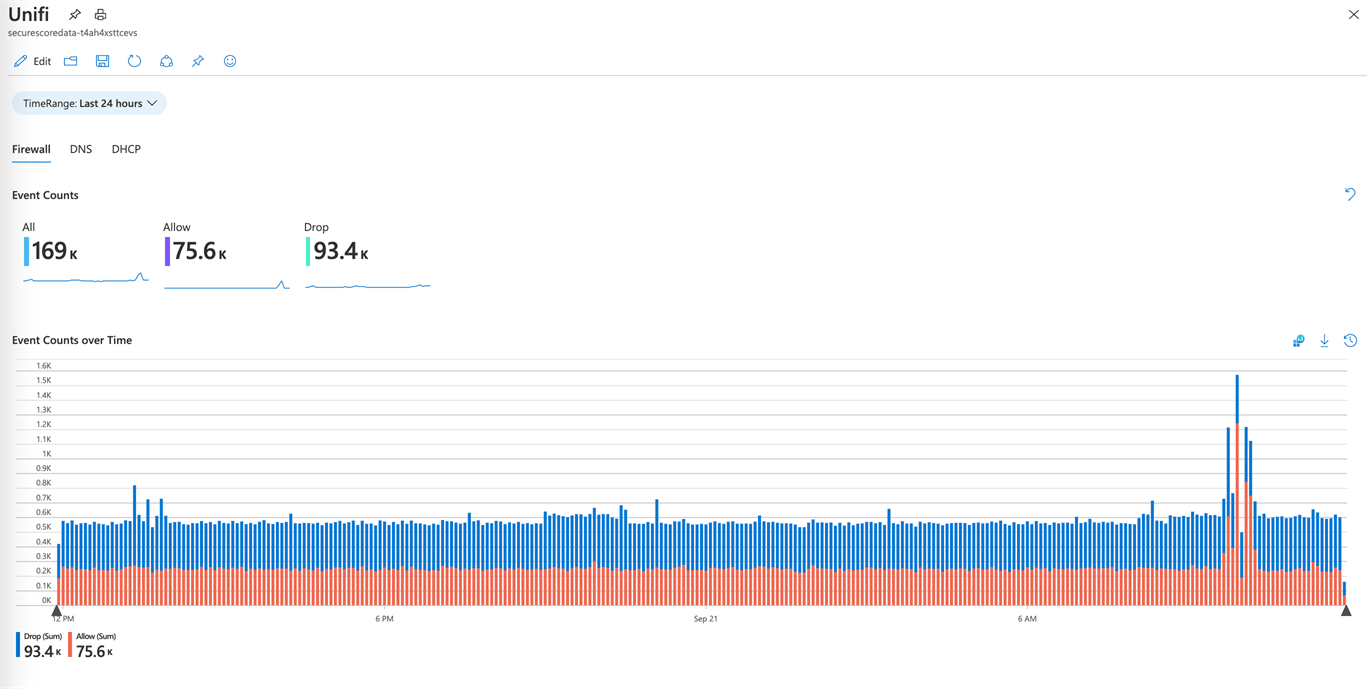 Unifi
securescoredata-t4ah4xsttcevs
Edit
TimeRange: Last 24 hours
Firewall DNS DHCP
Event Counts
All Allow Drop
169 K 75.6 K 93.4 K
Event Counts over Time
1.6K
1.5K
1.4K
1.3K
1.2K
1.1K
1K
0.9K
0.8K
0.7K
0.6K
0.5K
0.4K
0.3K
0.2K
0.1K
0K
12 PM 6 PM Sep 21 6 AM
Drop (Sum) Allow (Sum)
93.4 K 75.6 K